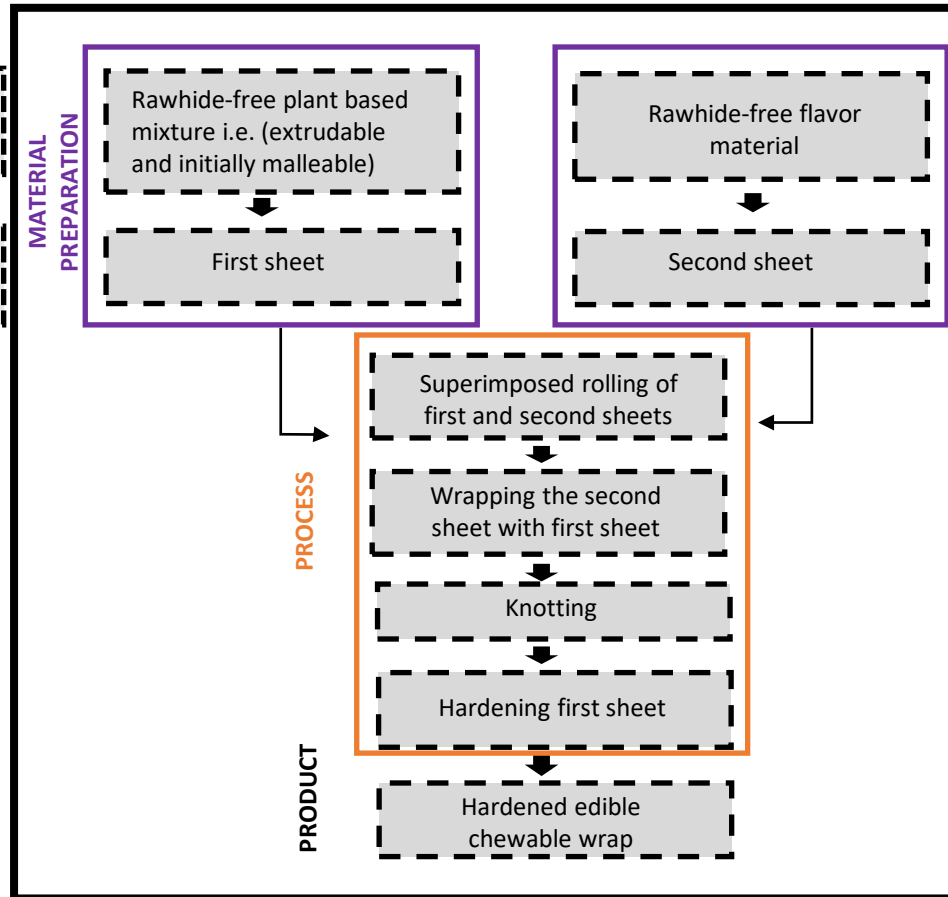 MATERIAL
PREPARATION
Rawhide-free plant based
mixture i.e. (extrudable
and initially malleable)
First sheet
Rawhide-free flavor
material
Second sheet
PROCESS
Superimposed rolling of
first and second sheets
Wrapping the second
sheet with first sheet
Knotting
Hardening first sheet
PRODUCT
Hardened edible
chewable wrap